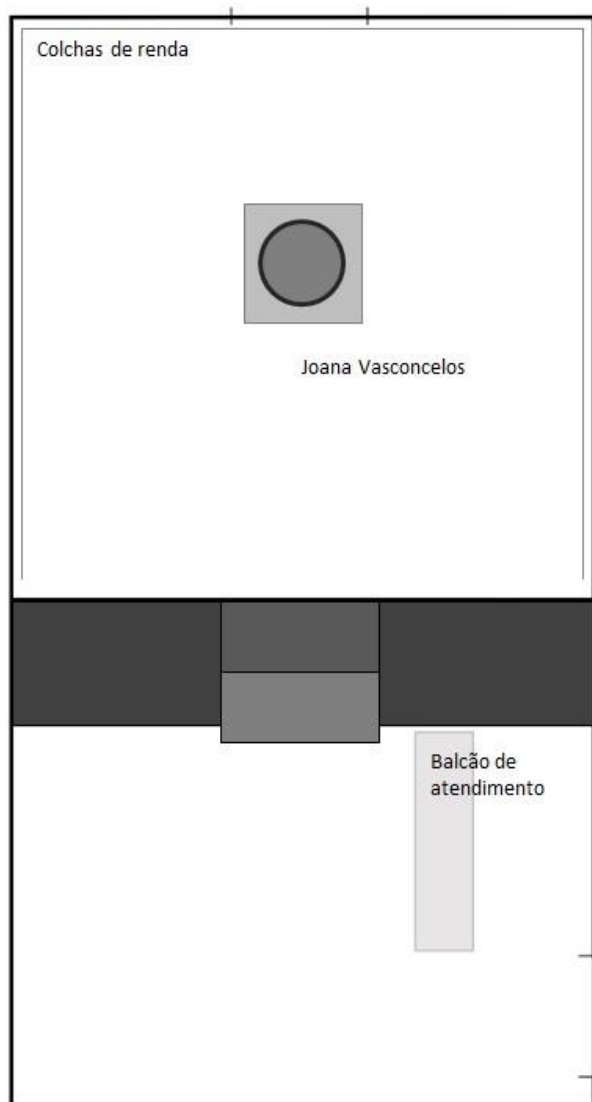 Colchas de renda
Joana Vasconcelos
Balcão de
atendimento